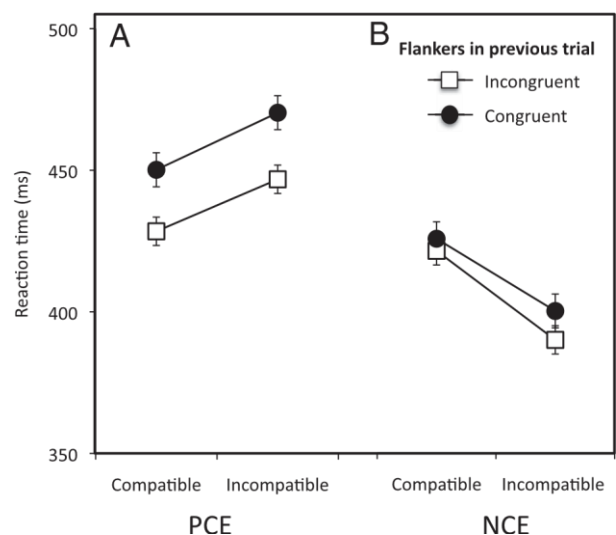 A
B
Flankers in previous trial
Incongruent
Congruent
Reaction time (ms)
500
450
400
350
Compatible Incompatible Compatible Incompatible
PCE NCE